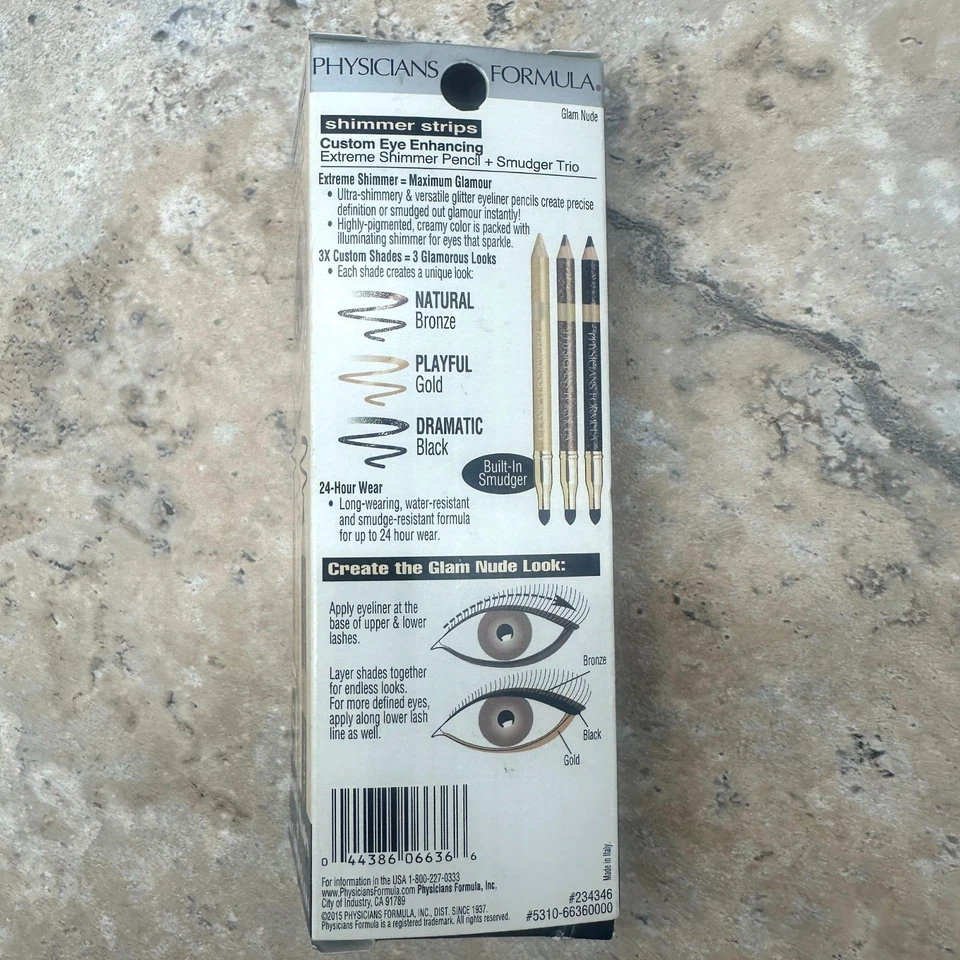 PHYSICIANS FORMULA®
Glam Nude
shimmer strips
Custom Eye Enhancing
Extreme Shimmer Pencil + Smudger Trio
Extreme Shimmer = Maximum Glamour
• Ultra-shimmery & versatile glitter eyeliner pencils create precise
definition or smudged out glamour instantly!
• Highly-pigmented, creamy color is packed with
illuminating shimmer for eyes that sparkle.
3X Custom Shades = 3 Glamorous Looks
• Each shade creates a unique look:
NATURAL
Bronze
PLAYFUL
Gold
DRAMATIC
Black
PHYSICIANS FORMULA
Built-In
Smudger
24-Hour Wear
• Long-wearing, water-resistant
and smudge-resistant formula
for up to 24 hour wear.
Create the Glam Nude Look:
Apply eyeliner at the
base of upper & lower
lashes.
Layer shades together
for endless looks.
For more defined eyes,
apply along lower lash
line as well.
Bronze
Black
Gold
0 44386 06636 6
Made in Italy.
For information in the USA 1-800-227-0333
www.PhysiciansFormula.com Physicians Formula, Inc.
City of Industry, CA 91789
©2015 PHYSICIANS FORMULA, INC., DIST. SINCE 1937.
Physicians Formula is a registered trademark. All rights reserved.
#234346
#5310-66360000